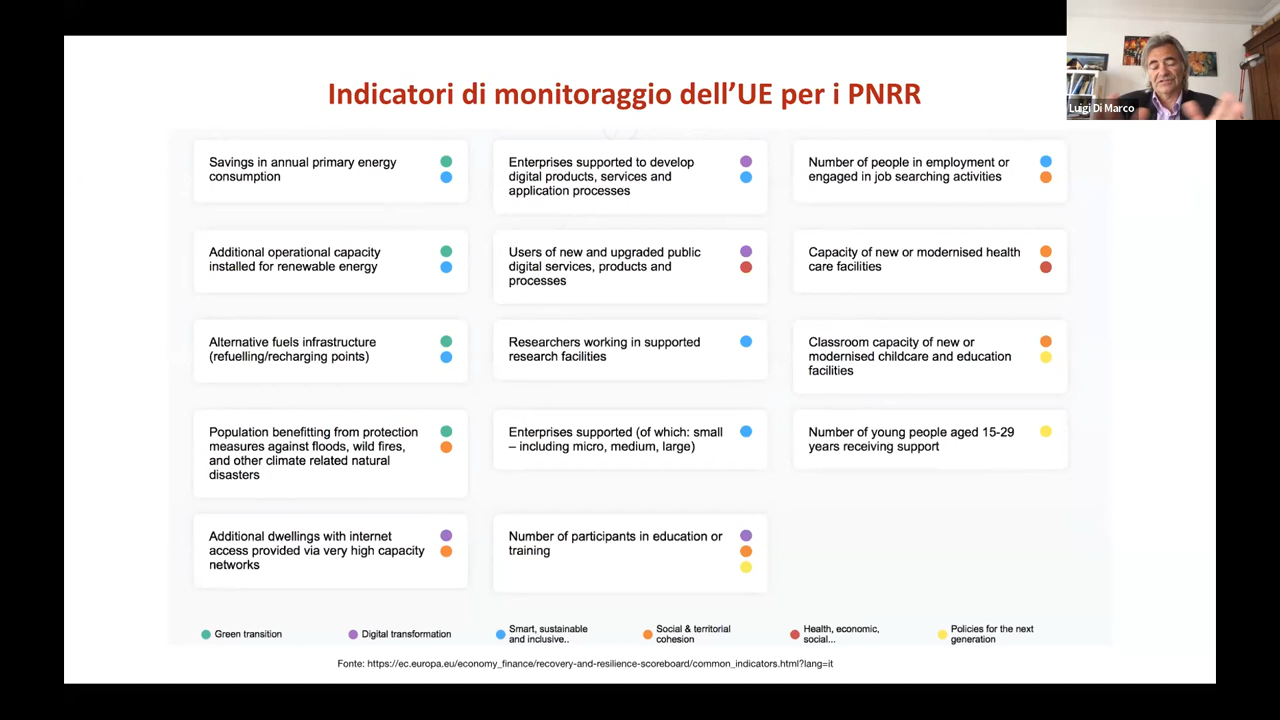 Indicatori di monitoraggio dell'UE per i PNRR
Luigi Di Marco
Savings in annual primary energy
consumption
Enterprises supported to develop
digital products, services and
application processes
Number of people in employment or
engaged in job searching activities
Additional operational capacity
installed for renewable energy
Users of new and upgraded public
digital services, products and
processes
Capacity of new or modernised health
care facilities
Alternative fuels infrastructure
(refuelling/recharging points)
Researchers working in supported
research facilities
Classroom capacity of new or
modernised childcare and education
facilities
Population benefitting from protection
measures against floods, wild fires,
and other climate related natural
disasters
Enterprises supported (of which: small
– including micro, medium, large)
Number of young people aged 15-29
years receiving support
Additional dwellings with internet
access provided via very high capacity
networks
Number of participants in education or
training
Green transition
Digital transformation
Smart, sustainable
and inclusive..
Social & territorial
cohesion
Health, economic,
social...
Policies for the next
generation
Fonte: https://ec.europa.eu/economy_finance/recovery-and-resilience-scoreboard/common_indicators.html?lang=it